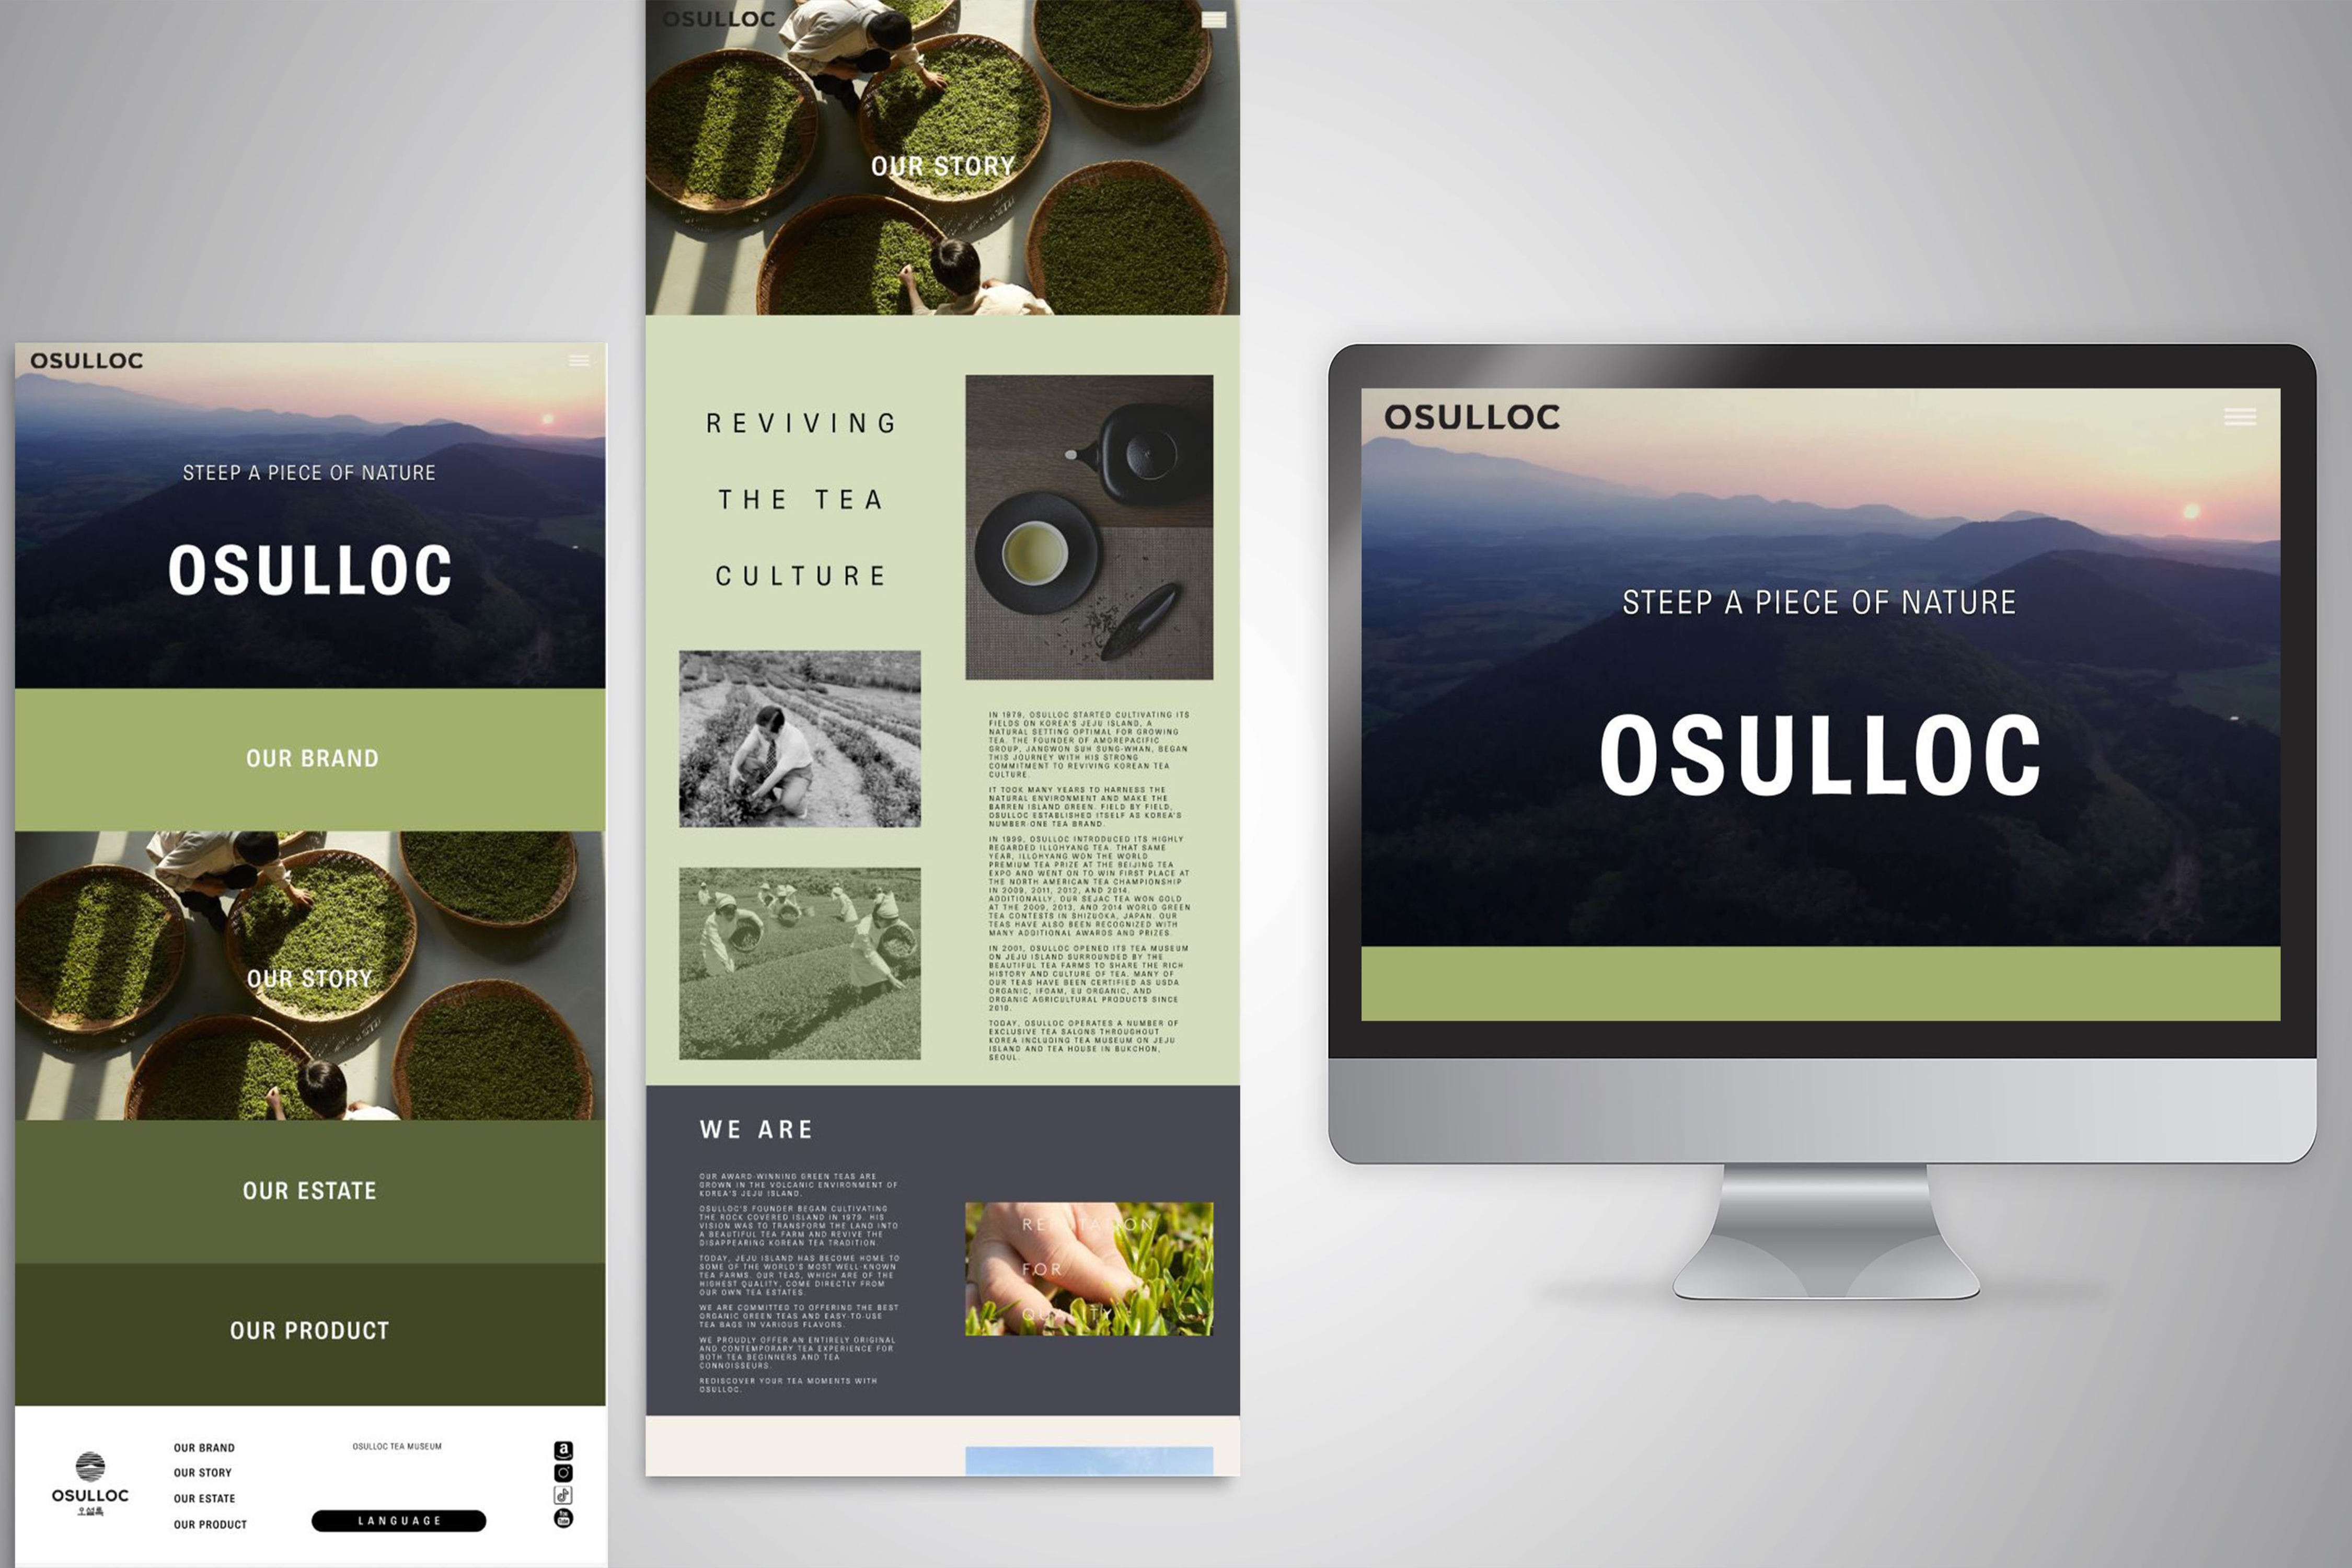 OSULLOC
STEEP A PIECE OF NATURE
OSULLOC
OUR BRAND
OUR STORY
OUR ESTATE
OUR PRODUCT
OSULLOC
오설록
OUR BRAND
OUR STORY
OUR ESTATE
OUR PRODUCT
OSULLOC TEA MUSEUM
LANGUAGE
a
You
Tube
OSULLOC
OUR STORY
REVIVING
THE TEA
CULTURE
IN 1979, OSULLOC STARTED CULTIVATING ITS
FIELDS ON KOREA'S JEJU ISLAND, A
NATURAL SETTING OPTIMAL FOR GROWING
TEA. THE FOUNDER OF AMOREPACIFIC
GROUP, JANGWON SUH SUNG-WHAN, BEGAN
THIS JOURNEY WITH HIS STRONG
COMMITMENT TO REVIVING KOREAN TEA
CULTURE.
IT TOOK MANY YEARS TO HARNESS THE
NATURAL ENVIRONMENT AND MAKE THE
BARREN ISLAND GREEN. FIELD BY FIELD,
OSULLOC ESTABLISHED ITSELF AS KOREA'S
NUMBER-ONE TEA BRAND.
IN 1999, OSULLOC INTRODUCED ITS HIGHLY
REGARDED ILLOHYANG TEA. THAT SAME
YEAR, ILLOHYANG WON THE WORLD
PREMIUM TEA PRIZE AT THE BEIJING TEA
EXPO AND WENT ON TO WIN FIRST PLACE AT
THE NORTH AMERICAN TEA CHAMPIONSHIP
IN 2009, 2011, 2012, AND 2014.
ADDITIONALLY, OUR SEJAC TEA WON GOLD
AT THE 2009, 2013, AND 2014 WORLD GREEN
TEA CONTESTS IN SHIZUOKA, JAPAN. OUR
TEAS HAVE ALSO BEEN RECOGNIZED WITH
MANY ADDITIONAL AWARDS AND PRIZES.
IN 2001, OSULLOC OPENED ITS TEA MUSEUM
ON JEJU ISLAND SURROUNDED BY THE
BEAUTIFUL TEA FARMS TO SHARE THE RICH
HISTORY AND CULTURE OF TEA. MANY OF
OUR TEAS HAVE BEEN CERTIFIED AS USDA
ORGANIC, IFOAM, EU ORGANIC, AND
ORGANIC AGRICULTURAL PRODUCTS SINCE
2010.
TODAY, OSULLOC OPERATES A NUMBER OF
EXCLUSIVE TEA SALONS THROUGHOUT
KOREA INCLUDING TEA MUSEUM ON JEJU
ISLAND AND TEA HOUSE IN BUKCHON,
SEOUL.
WE ARE
OUR AWARD-WINNING GREEN TEAS ARE
GROWN IN THE VOLCANIC ENVIRONMENT OF
KOREA'S JEJU ISLAND.
OSULLOC'S FOUNDER BEGAN CULTIVATING
THE ROCK COVERED ISLAND IN 1979. HIS
VISION WAS TO TRANSFORM THE LAND INTO
A BEAUTIFUL TEA FARM AND REVIVE THE
DISAPPEARING KOREAN TEA TRADITION.
TODAY, JEJU ISLAND HAS BECOME HOME TO
SOME OF THE WORLD'S MOST WELL-KNOWN
TEA FARMS. OUR TEAS, WHICH ARE OF THE
HIGHEST QUALITY, COME DIRECTLY FROM
OUR OWN TEA ESTATES.
WE ARE COMMITTED TO OFFERING THE BEST
ORGANIC GREEN TEAS AND EASY-TO-USE
TEA BAGS IN VARIOUS FLAVORS.
WE PROUDLY OFFER AN ENTIRELY ORIGINAL
AND CONTEMPORARY TEA EXPERIENCE FOR
BOTH TEA BEGINNERS AND TEA
CONNOISSEURS.
REDISCOVER YOUR TEA MOMENTS WITH
OSULLOC.
REPUTATION
FOR
QUALITY
OSULLOC
STEEP A PIECE OF NATURE
OSULLOC